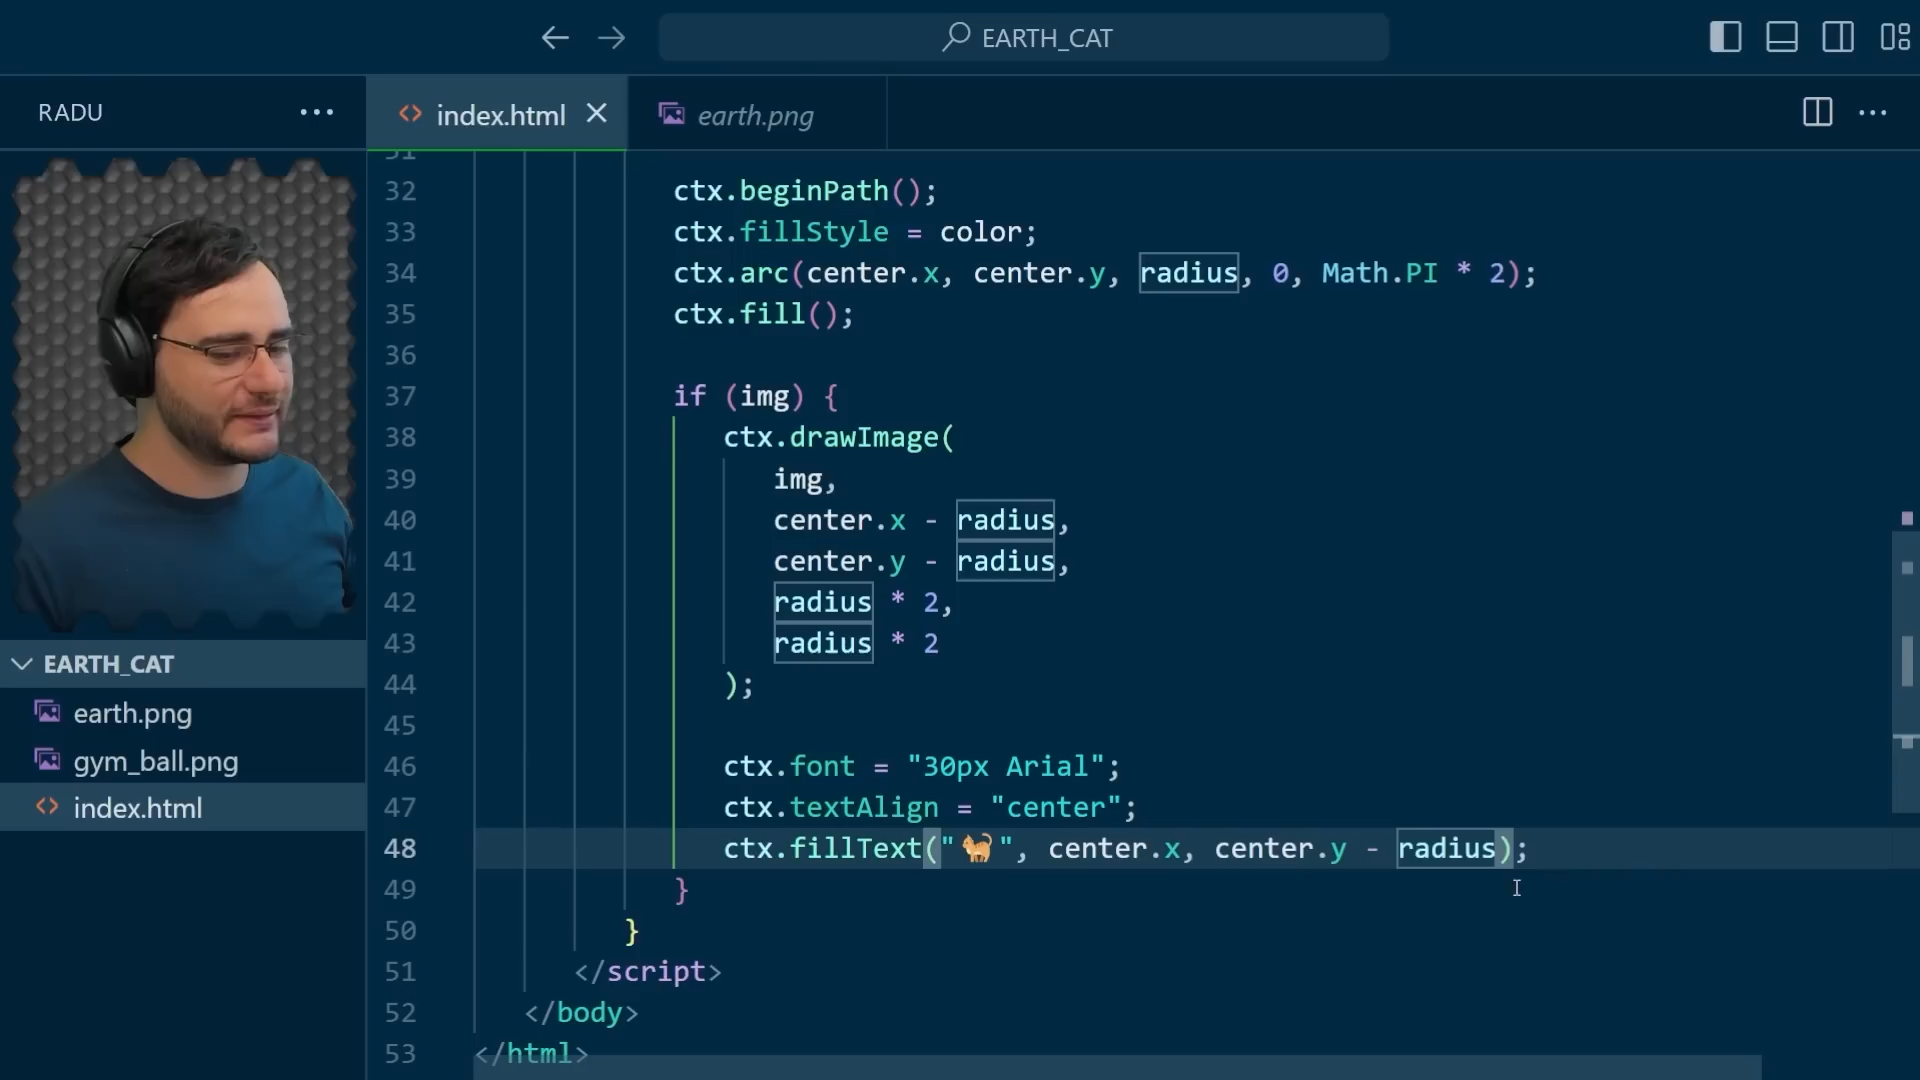 EARTH_CAT
RADU
index.html
earth.png
32 ctx.beginPath();
33 ctx.fillStyle = color;
34 ctx.arc(center.x, center.y, radius, 0, Math.PI * 2);
35 ctx.fill();
36
37 if (img) {
38 ctx.drawImage(
39 img,
40 center.x - radius,
41 center.y - radius,
42 radius * 2,
43 radius * 2
44 );
45
46 ctx.font = "30px Arial";
47 ctx.textAlign = "center";
48 ctx.fillText("🐈", center.x, center.y - radius);
49 }
50 }
51 </script>
52 </body>
53 </html>
EARTH_CAT
earth.png
gym_ball.png
index.html